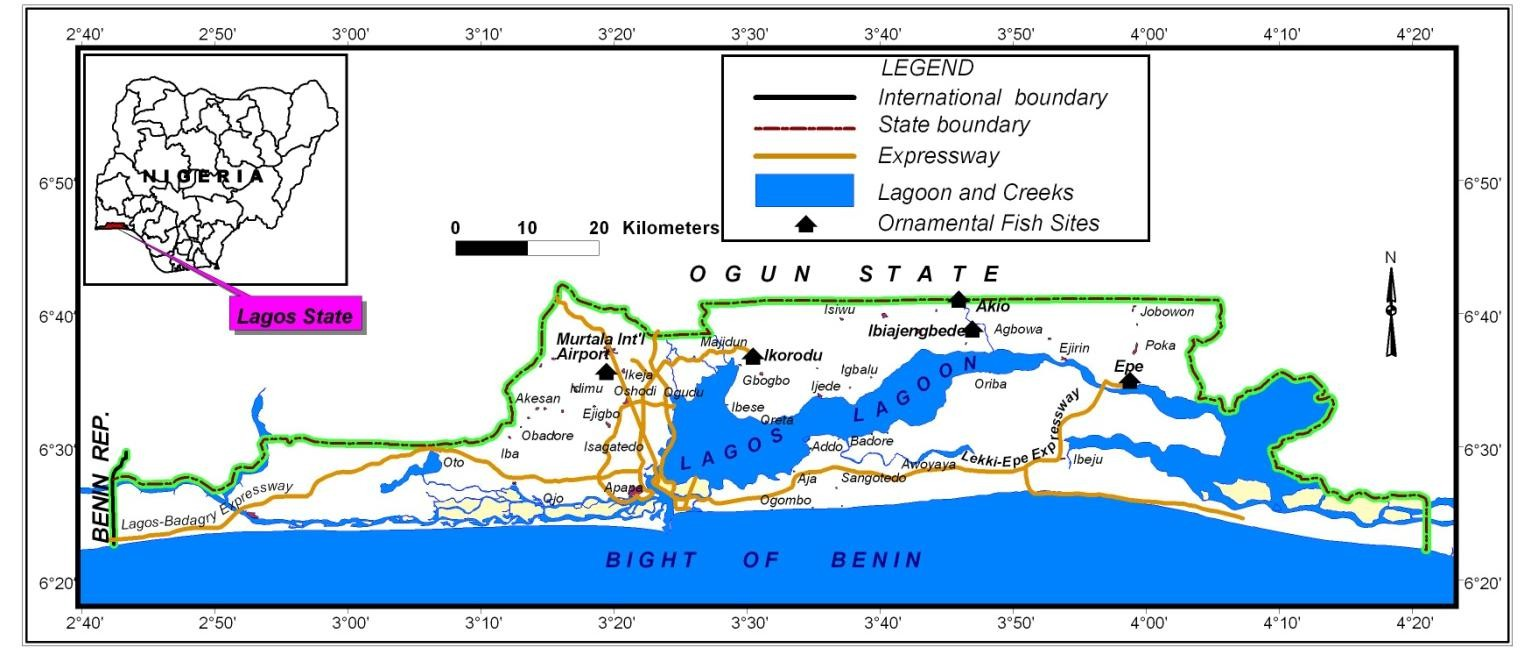 2°40' 2°50' 3°00' 3°10' 3°20' 3°30' 3°40' 3°50' 4°00' 4°10' 4°20'
NIGERIA
Lagos State
LEGEND
International boundary
State boundary
Expressway
Lagoon and Creeks
Ornamental Fish Sites
0 10 20 Kilometers
6°50' 6°50'
N
OGUN STATE
6°40' 6°40'
Akio
Isiwu
Jobowon
Ibiajengbede
Agbowa
Murtala Int'l
Airport
Majidun
Ikorodu
Ejirin
Poka
Epe
Ikeja
Idimu
Oshodi
Ogudu
Gbogbo
Igbalu
Ijede
Oriba
Akesan
Ejigbo
Ibese
Oreta
LAGOS LAGOON
Obadore
Isagatedo
Addo
Badore
6°30' 6°30'
BENIN REP.
Oto
Iba
Awoyaya
Lekki-Epe Expressway
Ibeju
Aja
Sangotedo
Apapa
Ojo
Ogombo
Lagos-Badagry Expressway
BIGHT OF BENIN
6°20' 6°20'
2°40' 2°50' 3°00' 3°10' 3°20' 3°30' 3°40' 3°50' 4°00' 4°10' 4°20'